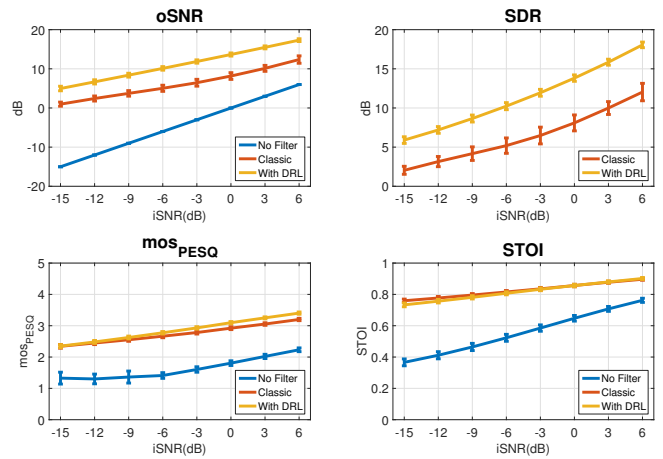 oSNR
20
10
0
-10
-20
dB
-15 -12 -9 -6 -3 0 3 6
iSNR(dB)
No Filter
Classic
With DRL
SDR
20
15
10
5
0
dB
-15 -12 -9 -6 -3 0 3 6
iSNR(dB)
Classic
With DRL
mos_PESQ
5
4
3
2
1
0
mos_PESQ
-15 -12 -9 -6 -3 0 3 6
iSNR(dB)
No Filter
Classic
With DRL
STOI
1
0.8
0.6
0.4
0.2
0
STOI
-15 -12 -9 -6 -3 0 3 6
iSNR(dB)
No Filter
Classic
With DRL